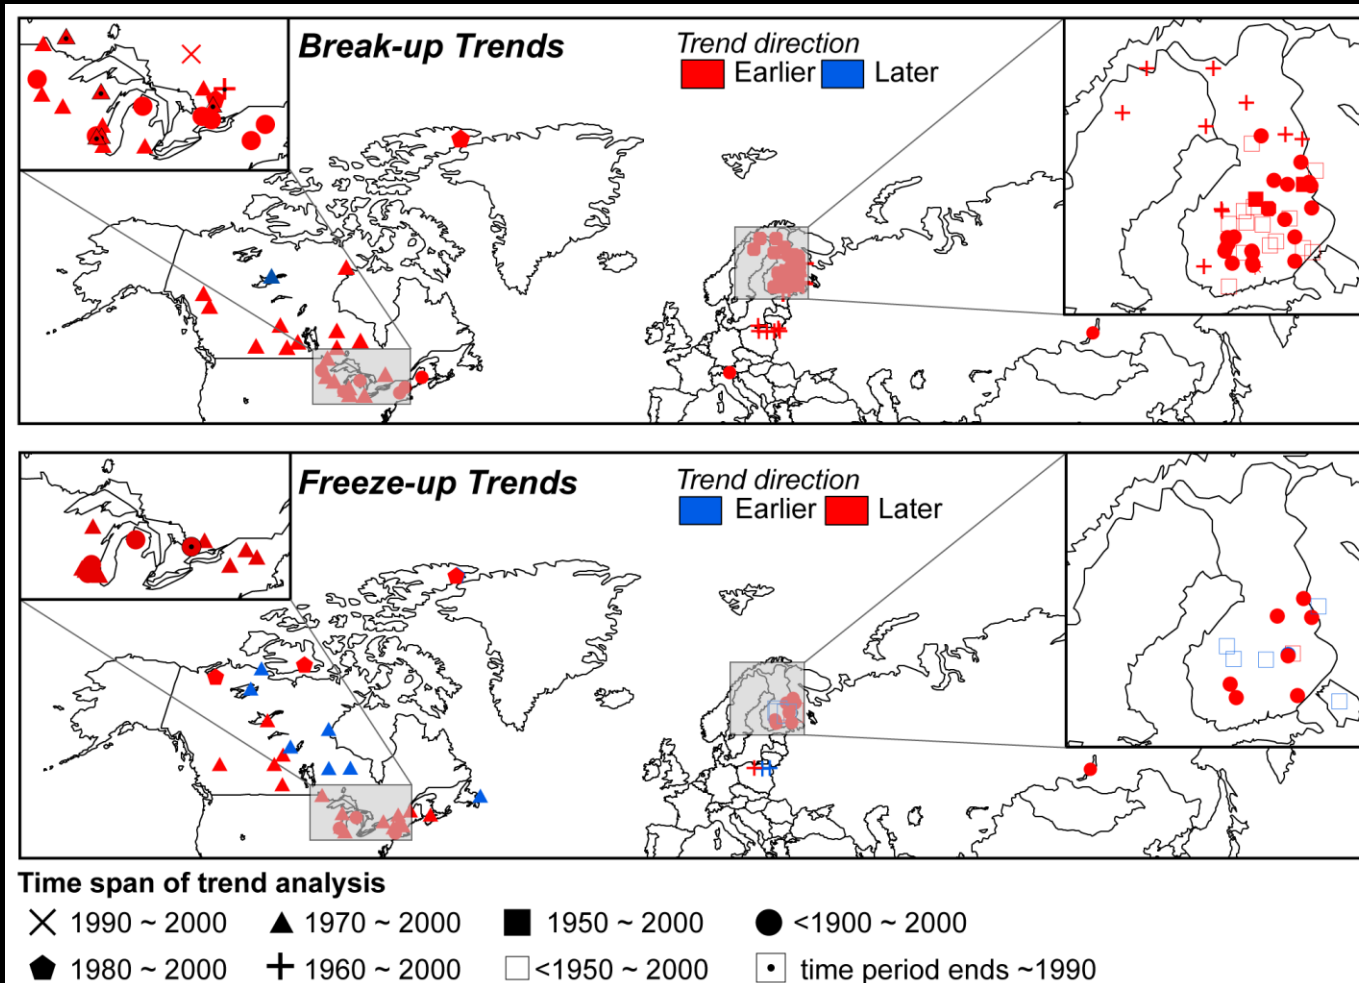 Break-up Trends
Trend direction
Earlier Later
Freeze-up Trends
Trend direction
Earlier Later
Time span of trend analysis
1990 ~ 2000 1970 ~ 2000 1950 ~ 2000 <1900 ~ 2000
1980 ~ 2000 1960 ~ 2000 <1950 ~ 2000 time period ends ~1990